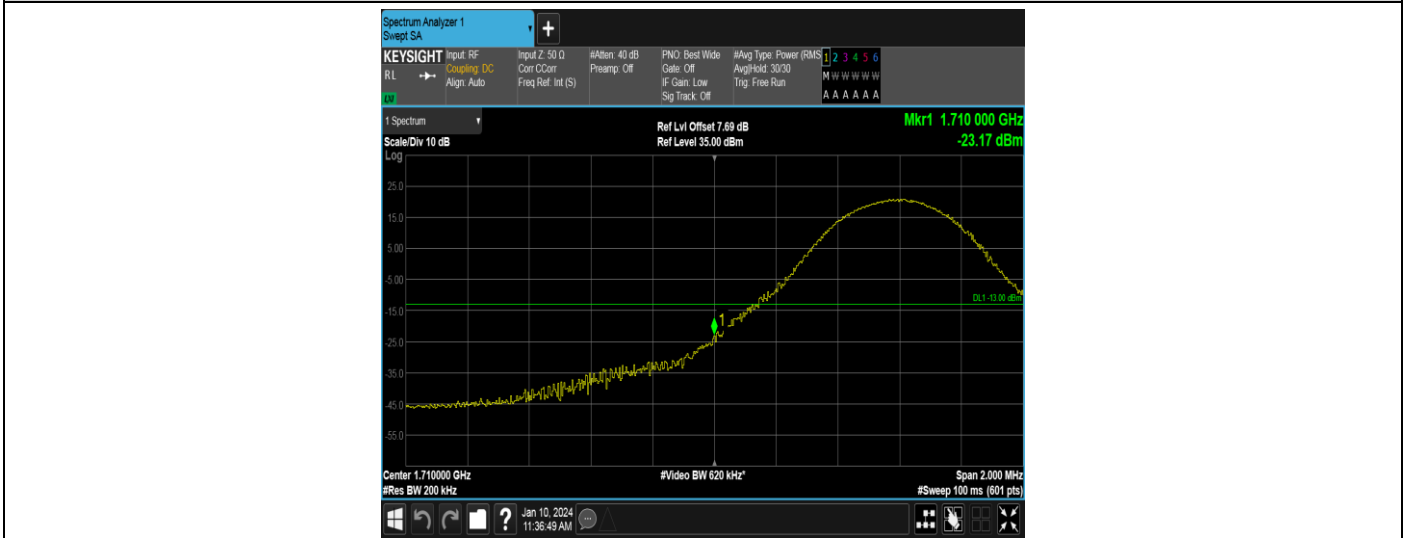 Spectrum Analyzer 1
Swept SA
+
KEYSIGHT
RL
Input: RF
Coupling: DC
Align: Auto
Input Z: 50 Ω
Corr CCorr
Freq Ref: Int (S)
#Atten: 40 dB
Preamp: Off
PNO: Best Wide
Gate: Off
IF Gain: Low
Sig Track: Off
#Avg Type: Power (RMS
Avg|Hold: 30/30
Trig: Free Run
1 2 3 4 5 6
M W W W W W
A A A A A A
1 Spectrum
Scale/Div 10 dB
Ref Lvl Offset 7.69 dB
Ref Level 35.00 dBm
Mkr1 1.710 000 GHz
-23.17 dBm
Log
25.0
15.0
5.00
-5.00
DL1 -13.00 dBm
-15.0
1
-25.0
-35.0
-45.0
-55.0
Center 1.710000 GHz
#Video BW 620 kHz*
Span 2.000 MHz
#Res BW 200 kHz
#Sweep 100 ms (601 pts)
?
Jan 10, 2024
11:36:49 AM